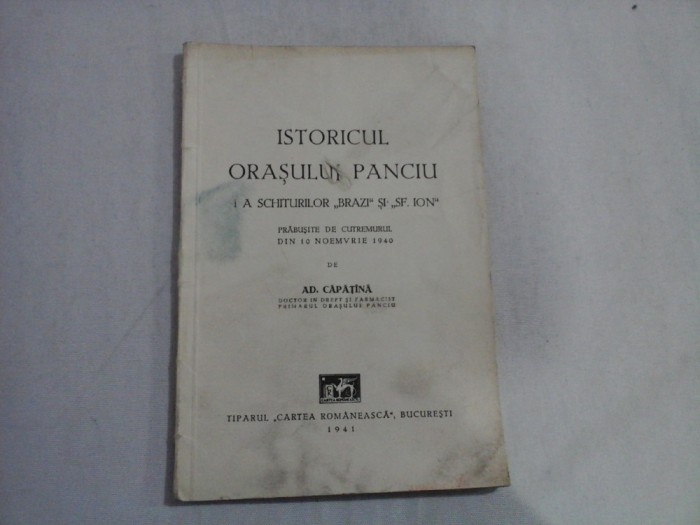 ISTORICUL
ORAŞULUI PANCIU
ŞI A SCHITURILOR „BRAZI“ ŞI „SF. ION“
PRĂBUŞITE DE CUTREMURUL
DIN 10 NOEMVRIE 1940
DE
AD. CĂPĂŢÎNĂ
DOCTOR IN DREPT ŞI FARMACIST
PRIMARUL ORAŞULUI PANCIU
TIPARUL „CARTEA ROMÂNEASCĂ“, BUCUREŞTI
1941